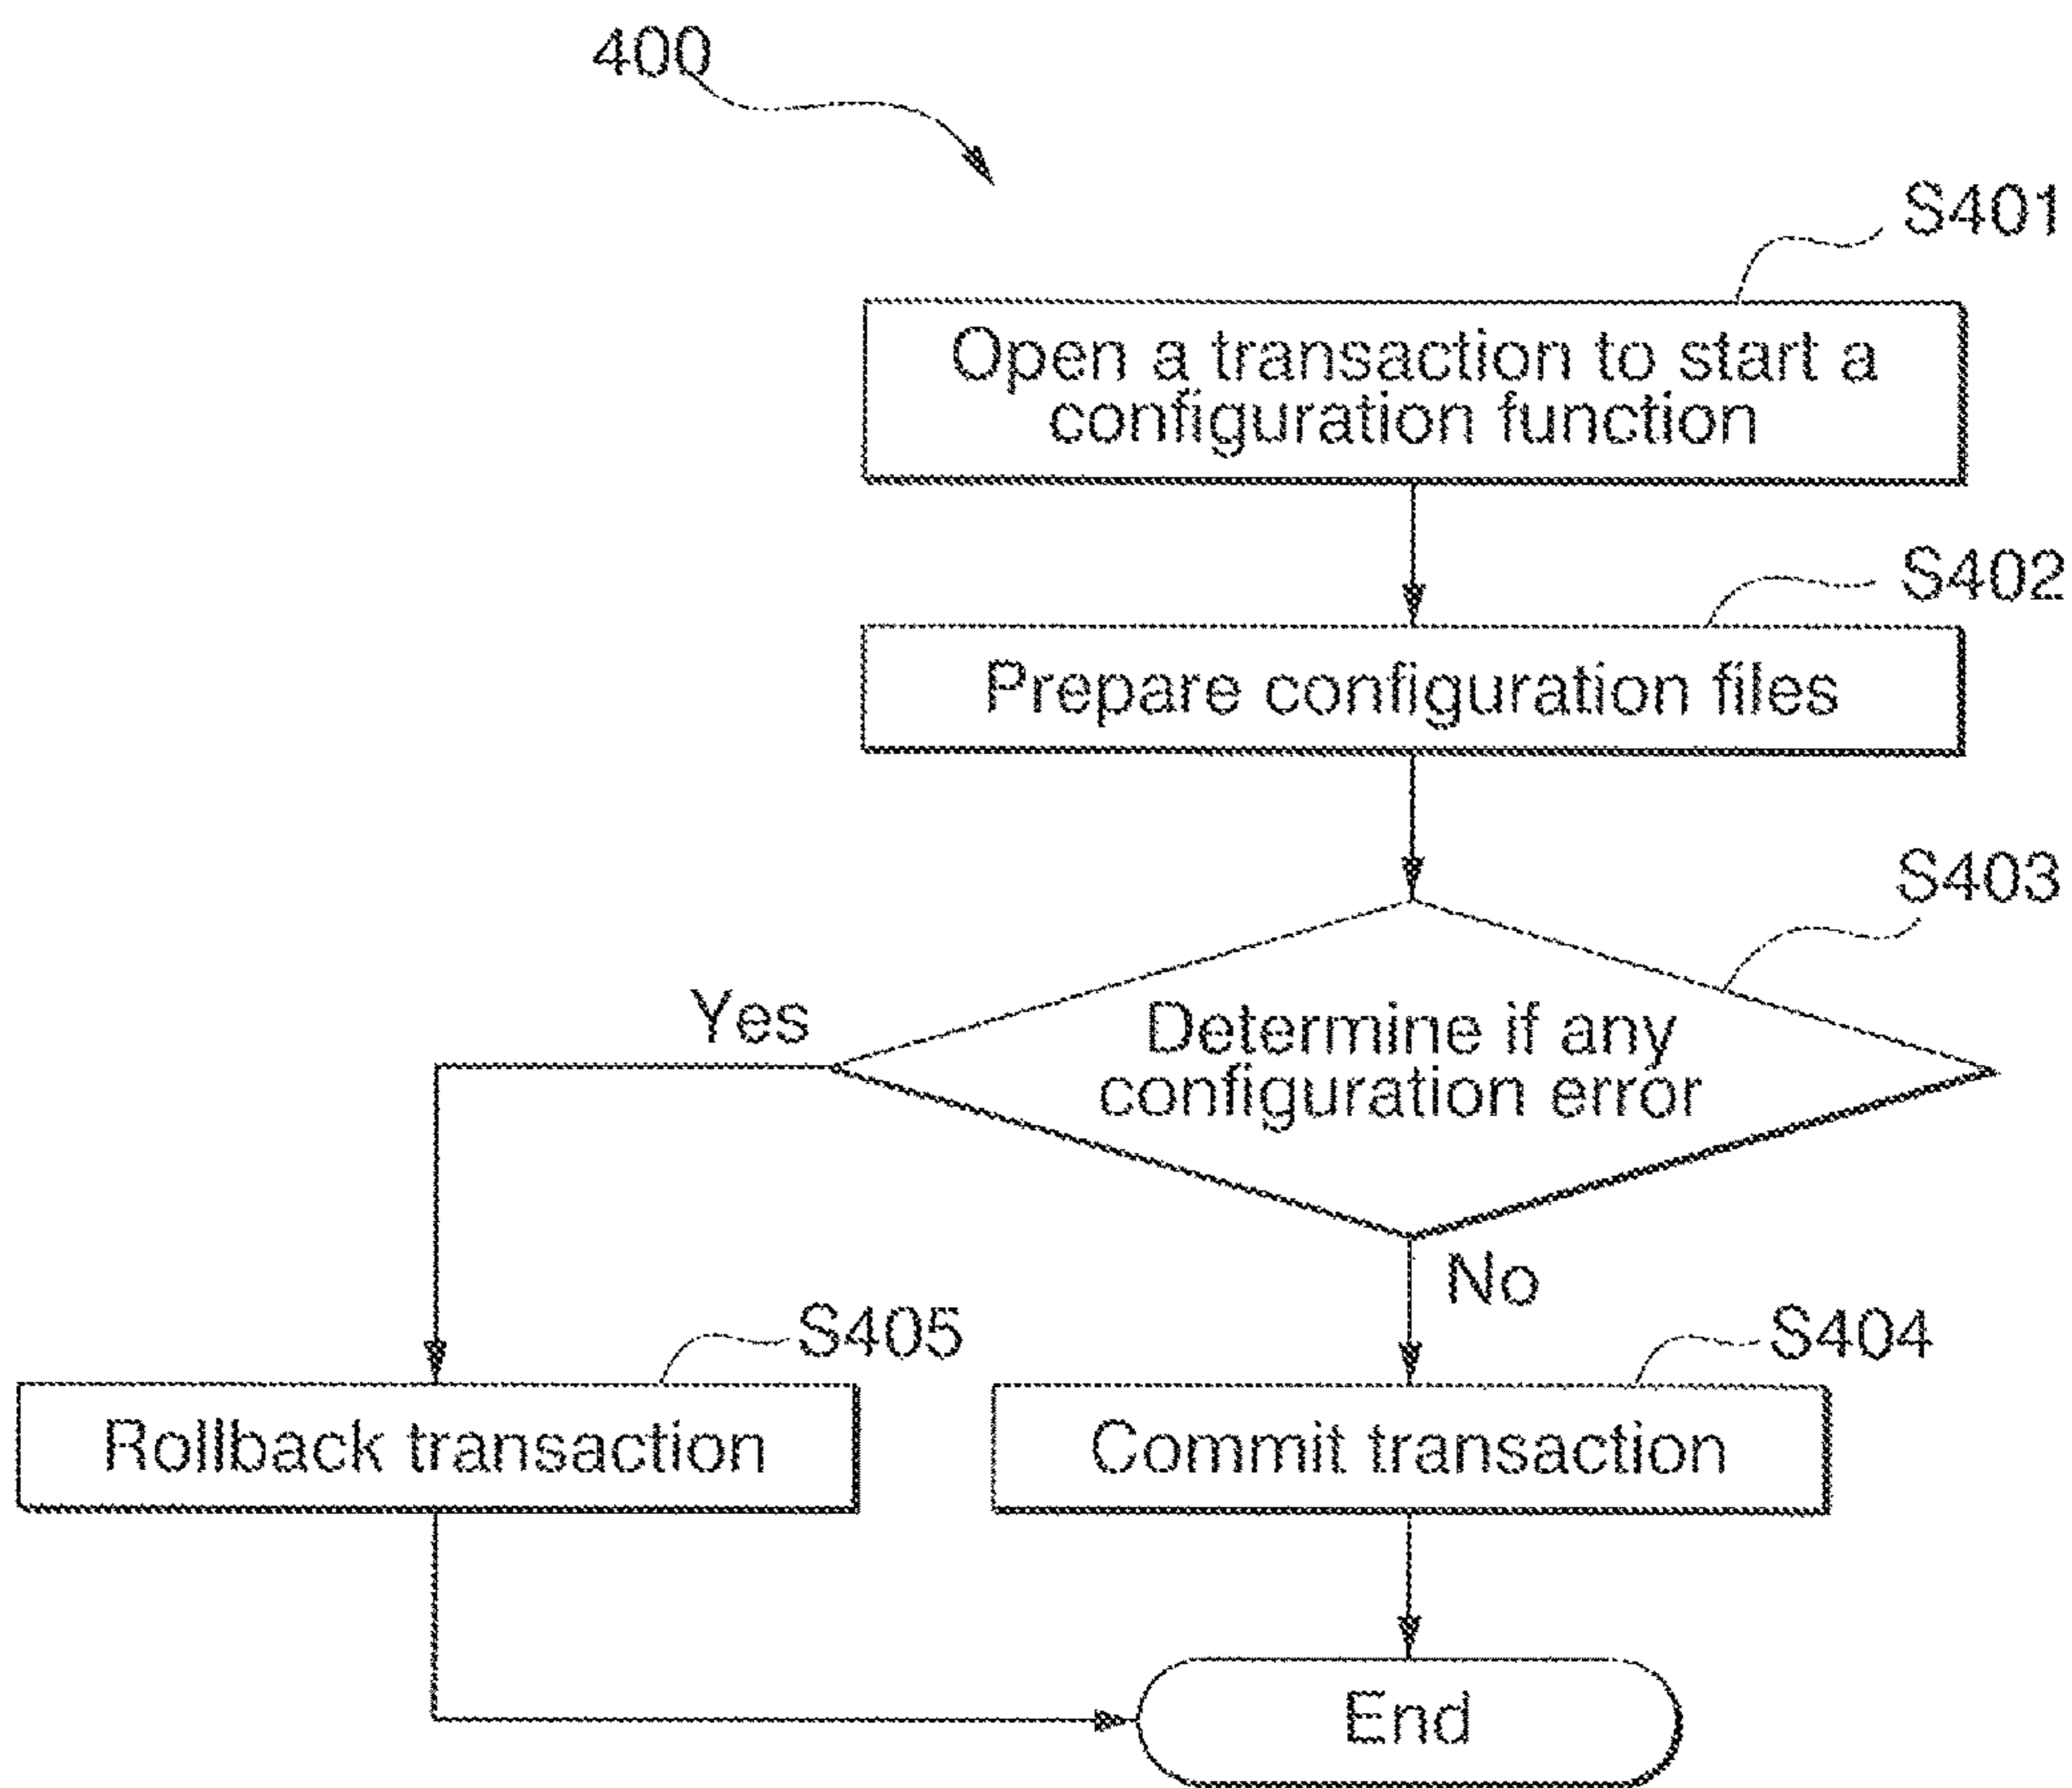 400
S401
Open a transaction to start a
configuration function
S402
Prepare configuration files
S403
Yes
Determine if any
configuration error
No
S405
S404
Rollback transaction
Commit transaction
End